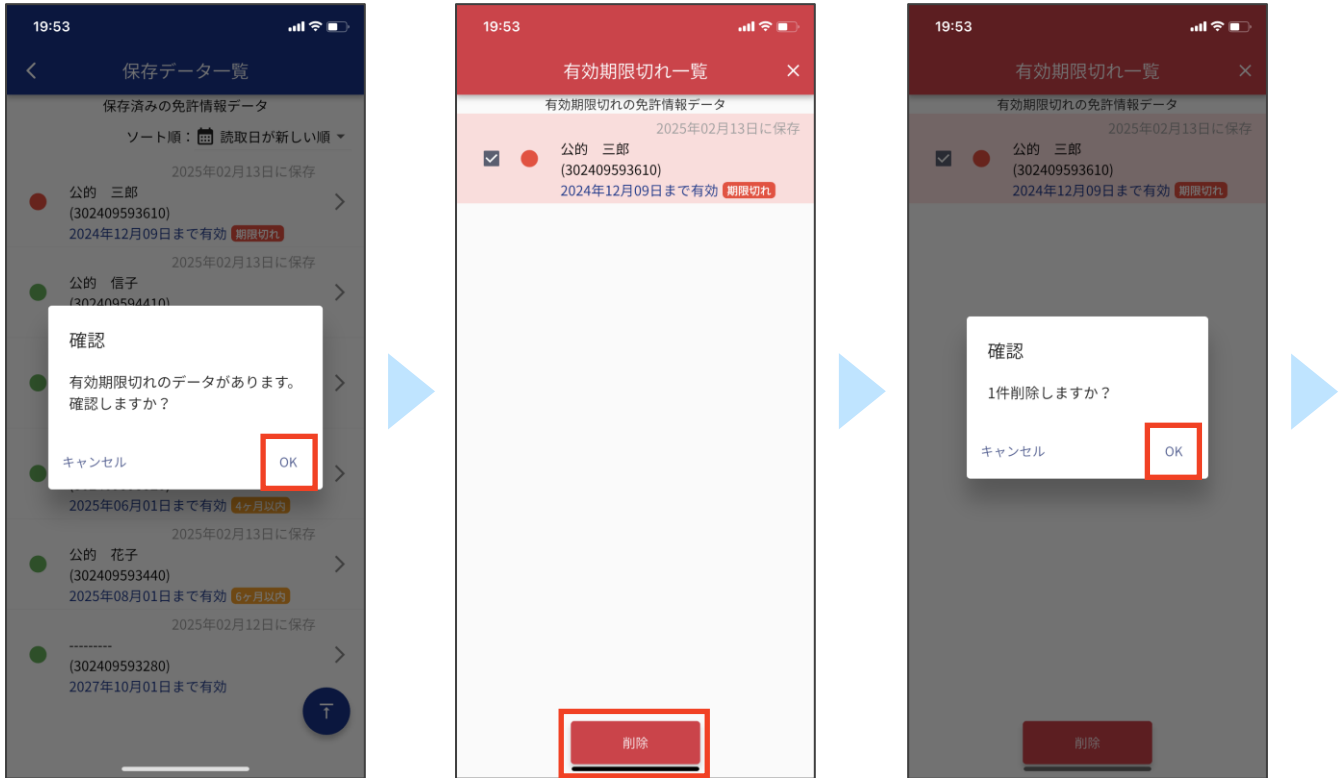 19:53
保存データ一覧
保存済みの免許情報データ
ソート順： 読取日が新しい順
2025年02月13日に保存
公的　三郎
(302409593610)
2024年12月09日まで有効 期限切れ
2025年02月13日に保存
公的　信子
(302409594410)
確認
有効期限切れのデータがあります。
確認しますか？
キャンセル
OK
2025年06月01日まで有効 4ヶ月以内
2025年02月13日に保存
公的　花子
(302409593440)
2025年08月01日まで有効 6ヶ月以内
2025年02月12日に保存
---------
(302409593280)
2027年10月01日まで有効
19:53
有効期限切れ一覧
有効期限切れの免許情報データ
2025年02月13日に保存
公的　三郎
(302409593610)
2024年12月09日まで有効 期限切れ
削除
19:53
有効期限切れ一覧
有効期限切れの免許情報データ
2025年02月13日に保存
公的　三郎
(302409593610)
2024年12月09日まで有効 期限切れ
確認
1件削除しますか？
キャンセル
OK
削除